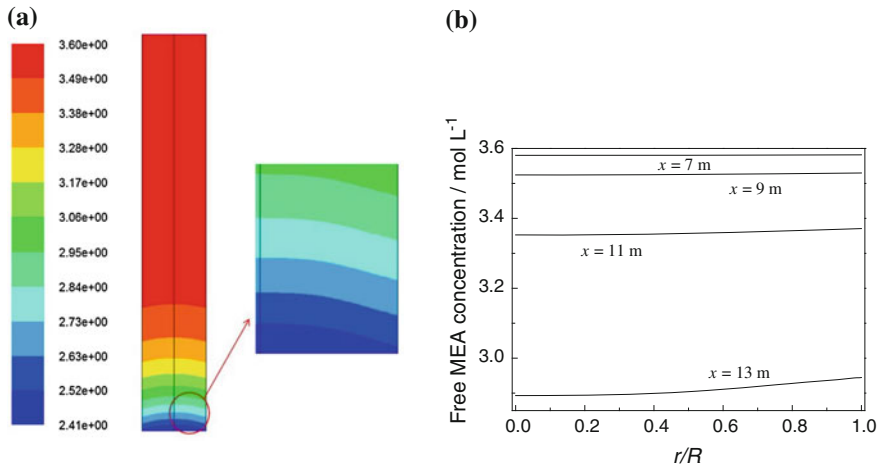 (a)
3.60e+00
3.49e+00
3.38e+00
3.28e+00
3.17e+00
3.06e+00
2.95e+00
2.84e+00
2.73e+00
2.63e+00
2.52e+00
2.41e+00
(b)
Free MEA concentration / mol L⁻¹
3.6
3.4
3.2
3.0
2.9
x = 7 m
x = 9 m
x = 11 m
x = 13 m
0.0 0.2 0.4 0.6 0.8 1.0
r/R